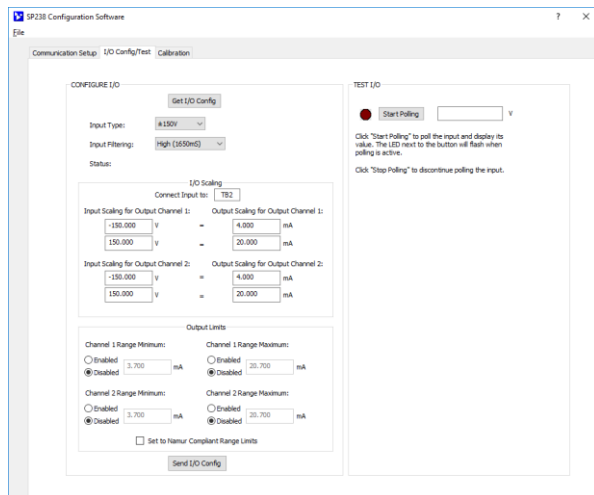 SP238 Configuration Software
File
Communication Setup I/O Config/Test Calibration
CONFIGURE I/O
Get I/O Config
Input Type: ±150V
Input Filtering: High (1650mS)
Status:
I/O Scaling
Connect Input to: TB2
Input Scaling for Output Channel 1: Output Scaling for Output Channel 1:
-150.000 V = 4.000 mA
150.000 V = 20.000 mA
Input Scaling for Output Channel 2: Output Scaling for Output Channel 2:
-150.000 V = 4.000 mA
150.000 V = 20.000 mA
Output Limits
Channel 1 Range Minimum: Channel 1 Range Maximum:
Enabled Enabled
3.700 mA 20.700 mA
Disabled Disabled
Channel 2 Range Minimum: Channel 2 Range Maximum:
Enabled Enabled
3.700 mA 20.700 mA
Disabled Disabled
Set to Namur Compliant Range Limits
Send I/O Config
TEST I/O
Start Polling V
Click "Start Polling" to poll the input and display its
value. The LED next to the button will flash when
polling is active.
Click "Stop Polling" to discontinue polling the input.